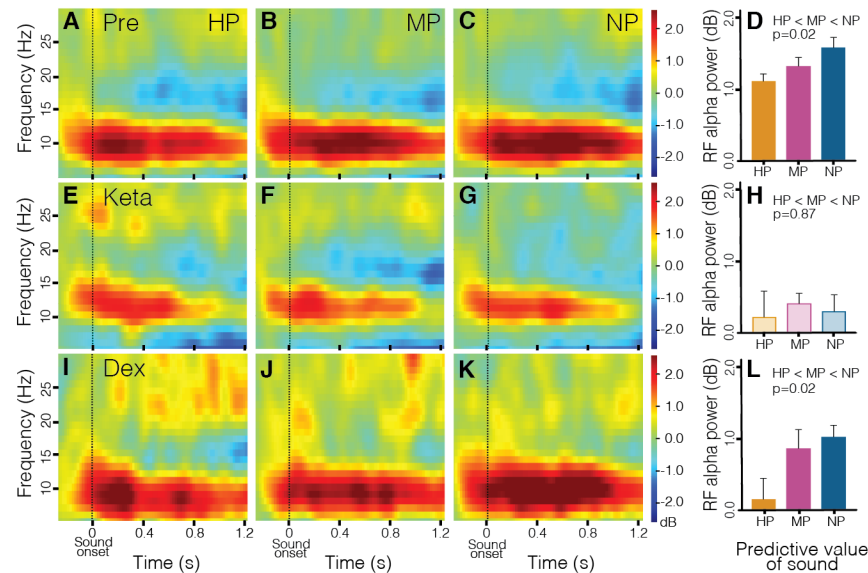 A Pre HP
B MP
C NP
D
HP < MP < NP
p=0.02
RF alpha power (dB)
2.0
1.0
0.0
HP MP NP
Frequency (Hz)
25
20
15
10
2.0
1.0
0.0
-1.0
-2.0
E Keta
F
G
H
HP < MP < NP
p=0.87
RF alpha power (dB)
2.0
1.0
0.0
HP MP NP
Frequency (Hz)
25
20
15
10
2.0
1.0
0.0
-1.0
-2.0
I Dex
J
K
L
HP < MP < NP
p=0.02
RF alpha power (dB)
2.0
1.0
0.0
HP MP NP
Frequency (Hz)
25
20
15
10
2.0
1.0
0.0
-1.0
-2.0
dB
0 0.4 0.8 1.2
0 0.4 0.8 1.2
0 0.4 0.8 1.2
Sound
onset
Sound
onset
Sound
onset
Time (s)
Time (s)
Time (s)
Predictive value
of sound